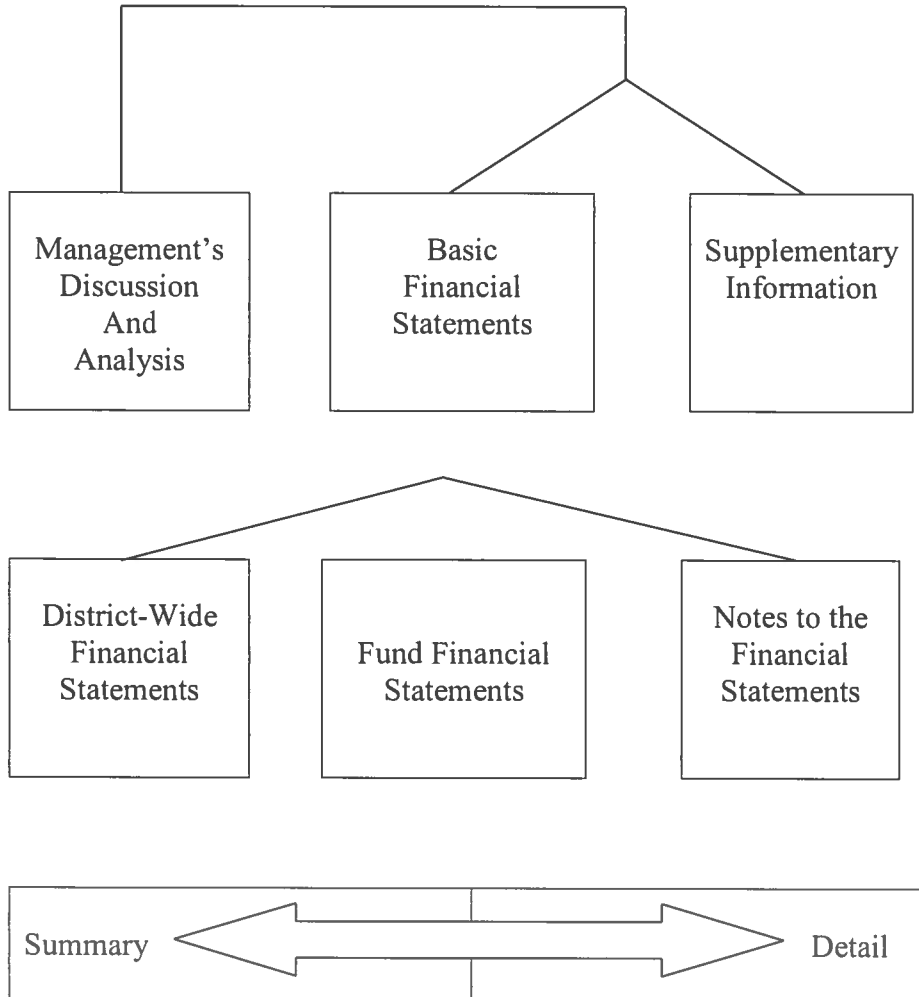 Management’s
Discussion
And
Analysis
Basic
Financial
Statements
Supplementary
Information
District-Wide
Financial
Statements
Fund Financial
Statements
Notes to the
Financial
Statements
Summary
Detail